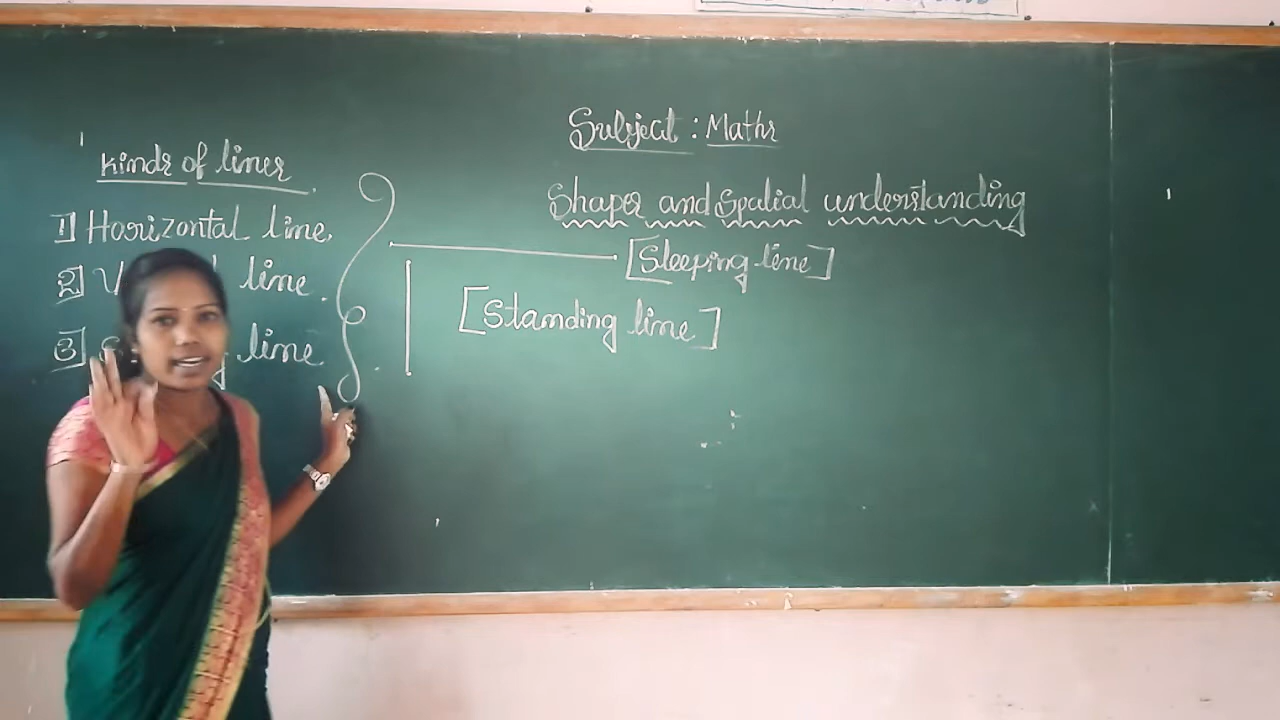 Subject : Maths
Kinds of lines.
Shapes and Spatial understanding
1] Horizontal line.
[Sleeping line]
2] line.
[Standing line]
3] line.